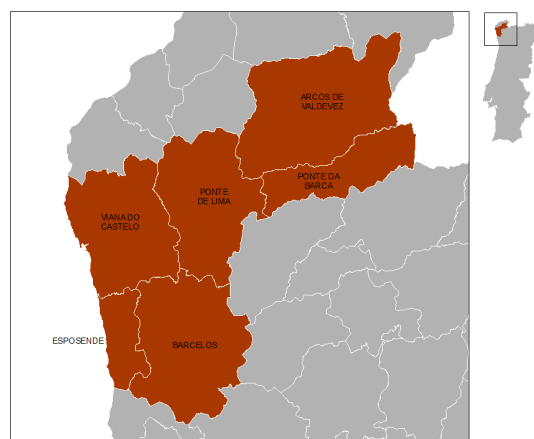 ARCOS DE
VALDEVEZ
PONTE DA
BARCA
PONTE
DE LIMA
VIANA DO
CASTELO
ESPOSENDE
BARCELOS